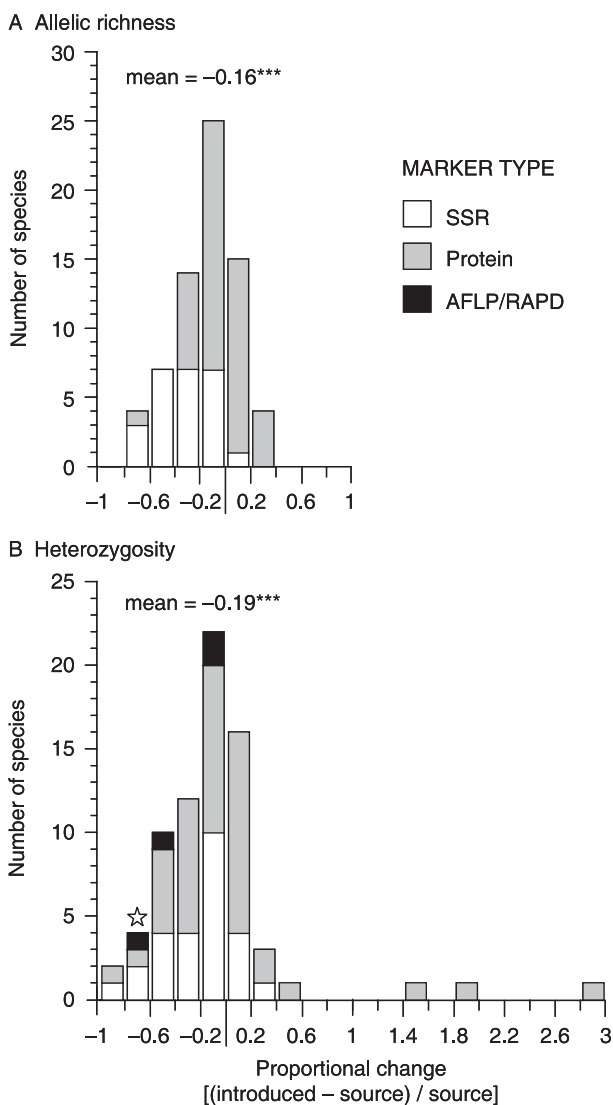 A Allelic richness
30
25
20
15
10
5
0
Number of species
mean = –0.16***
MARKER TYPE
SSR
Protein
AFLP/RAPD
–1 –0.6 –0.2 0.2 0.6 1
B Heterozygosity
25
20
15
10
5
0
Number of species
mean = –0.19***
–1 –0.6 –0.2 0.2 0.6 1 1.4 1.8 2.2 2.6 3
Proportional change
[(introduced – source) / source]